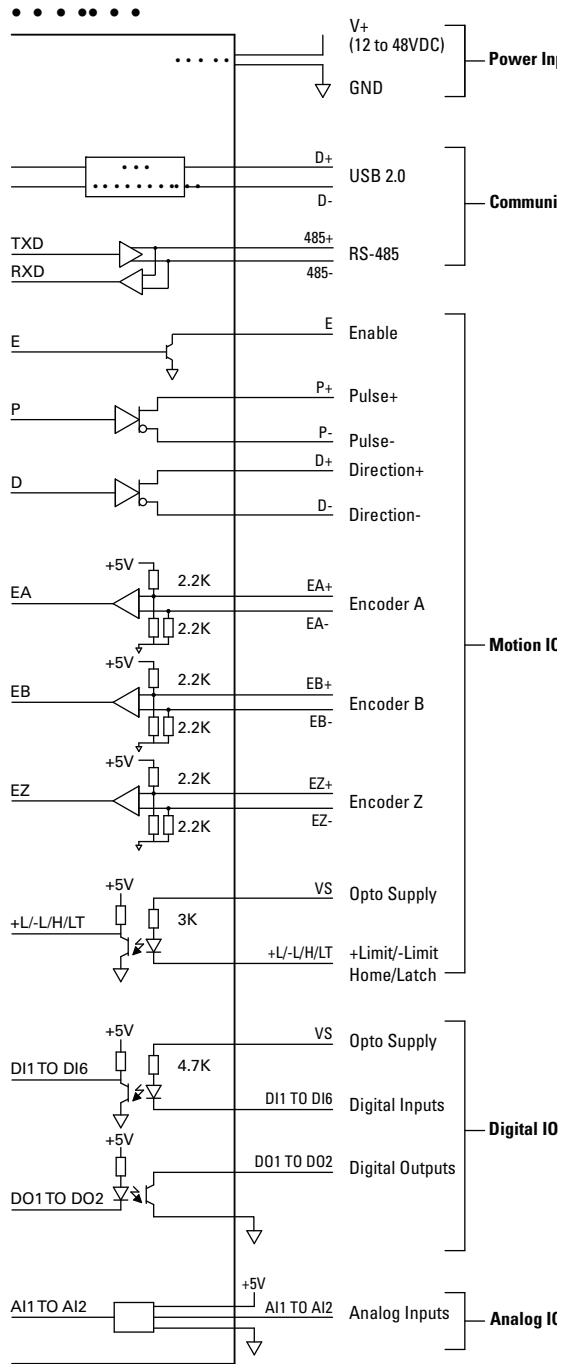 V+
(12 to 48VDC)
GND
D+
USB 2.0
D-
TXD
485+
RS-485
RXD
485-
E
E
Enable
P
P+
Pulse+
P-
Pulse-
D
D+
Direction+
D-
Direction-
+5V
2.2K
EA
EA+
Encoder A
EA-
2.2K
+5V
2.2K
EB
EB+
Encoder B
EB-
2.2K
+5V
2.2K
EZ
EZ+
Encoder Z
EZ-
2.2K
+5V
VS
Opto Supply
3K
+L/-L/H/LT
+L/-L/H/LT
+Limit/-Limit
Home/Latch
+5V
VS
Opto Supply
4.7K
DI1 TO DI6
DI1 TO DI6
Digital Inputs
+5V
DO1 TO DO2
Digital Outputs
DO1 TO DO2
+5V
AI1 TO AI2
AI1 TO AI2
Analog Inputs
Power
Motion
Digital IO
Analog